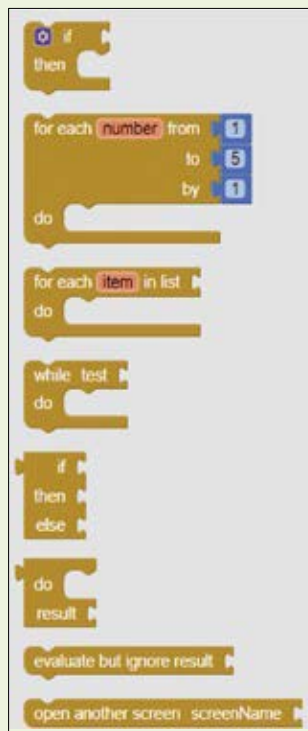 if
then
for each number from 1
to 5
by 1
do
for each item in list
do
while test
do
if
then
else
do
result
evaluate but ignore result
open another screen screenName